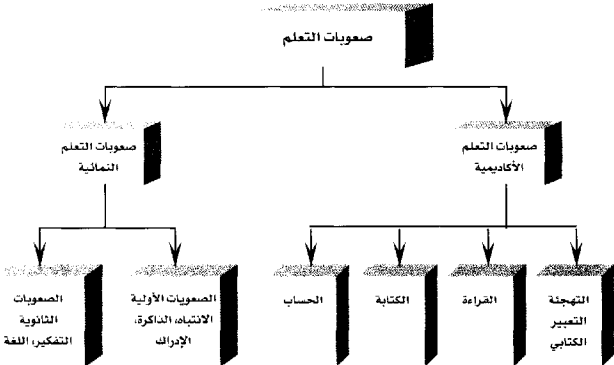 صعوبات التعلم
صعوبات التعلم
الأكاديمية
صعوبات التعلم
النمائية
التهجئة
التعبير
الكتابي
القراءة
الكتابة
الحساب
الصعوبات الأولية
الانتباه، الذاكرة،
الإدراك
الصعوبات
الثانوية
التفكير، اللغة